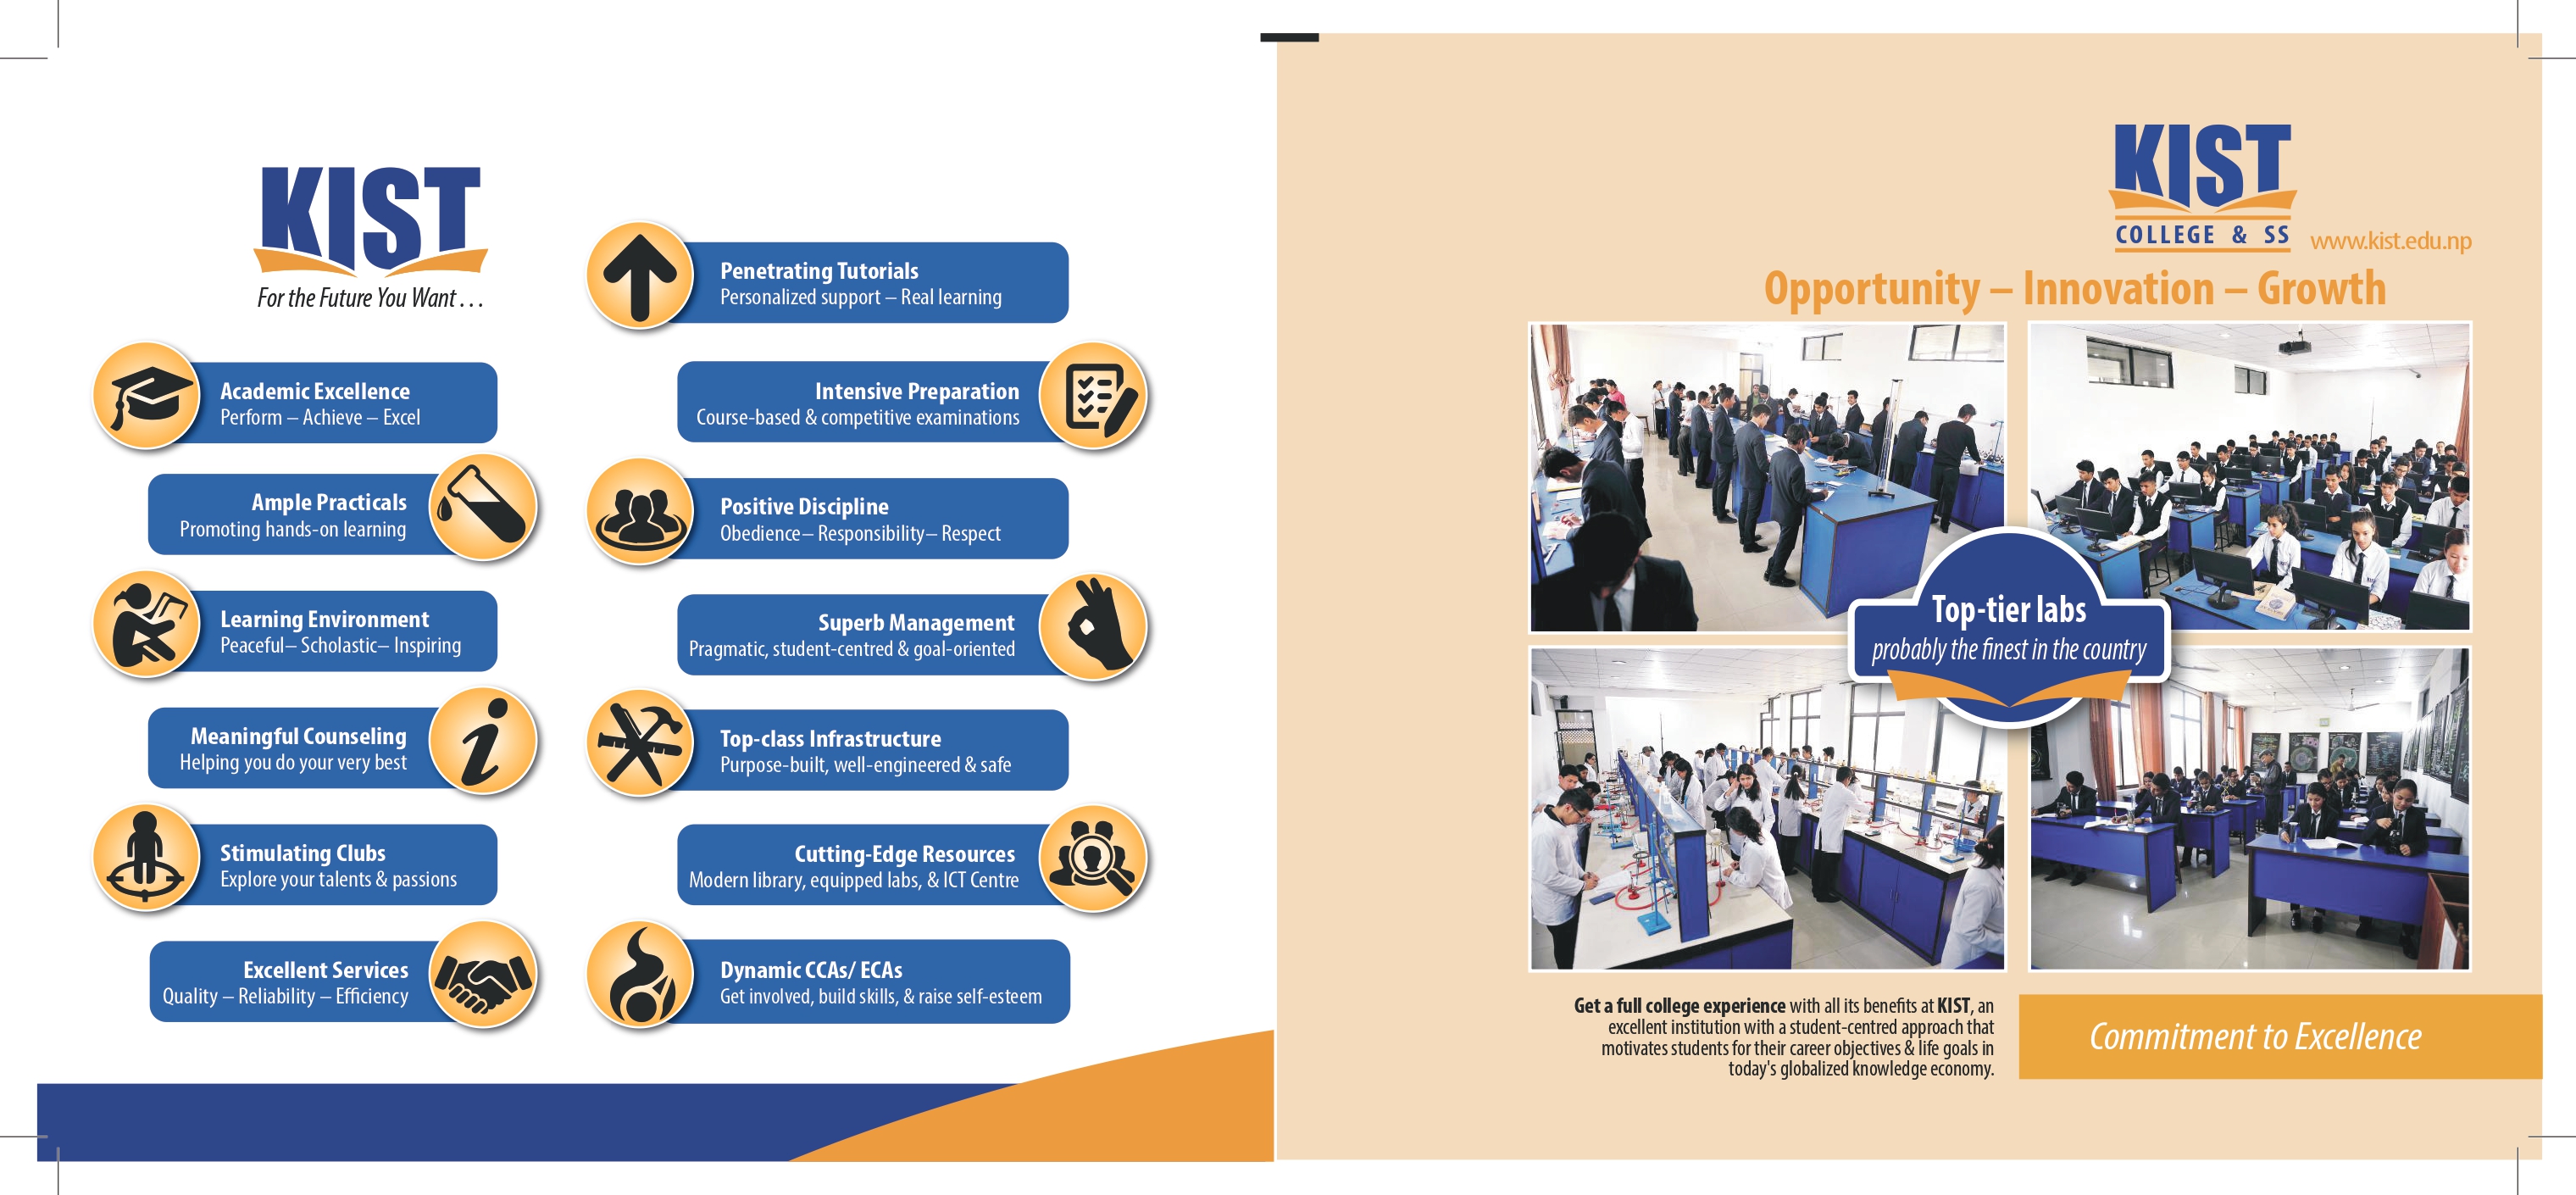 KIST
For the Future You Want . . .
Academic Excellence
Perform – Achieve – Excel
Ample Practicals
Promoting hands-on learning
Learning Environment
Peaceful– Scholastic– Inspiring
Meaningful Counseling
Helping you do your very best
Stimulating Clubs
Explore your talents & passions
Excellent Services
Quality – Reliability – Efficiency
Penetrating Tutorials
Personalized support – Real learning
Intensive Preparation
Course-based & competitive examinations
Positive Discipline
Obedience– Responsibility– Respect
Superb Management
Pragmatic, student-centred & goal-oriented
Top-class Infrastructure
Purpose-built, well-engineered & safe
Cutting-Edge Resources
Modern library, equipped labs, & ICT Centre
Dynamic CCAs/ ECAs
Get involved, build skills, & raise self-esteem
KIST
COLLEGE & SS
www.kist.edu.np
Opportunity – Innovation – Growth
Top-tier labs
probably the finest in the country
Get a full college experience with all its benefits at KIST, an
excellent institution with a student-centred approach that
motivates students for their career objectives & life goals in
today's globalized knowledge economy.
Commitment to Excellence